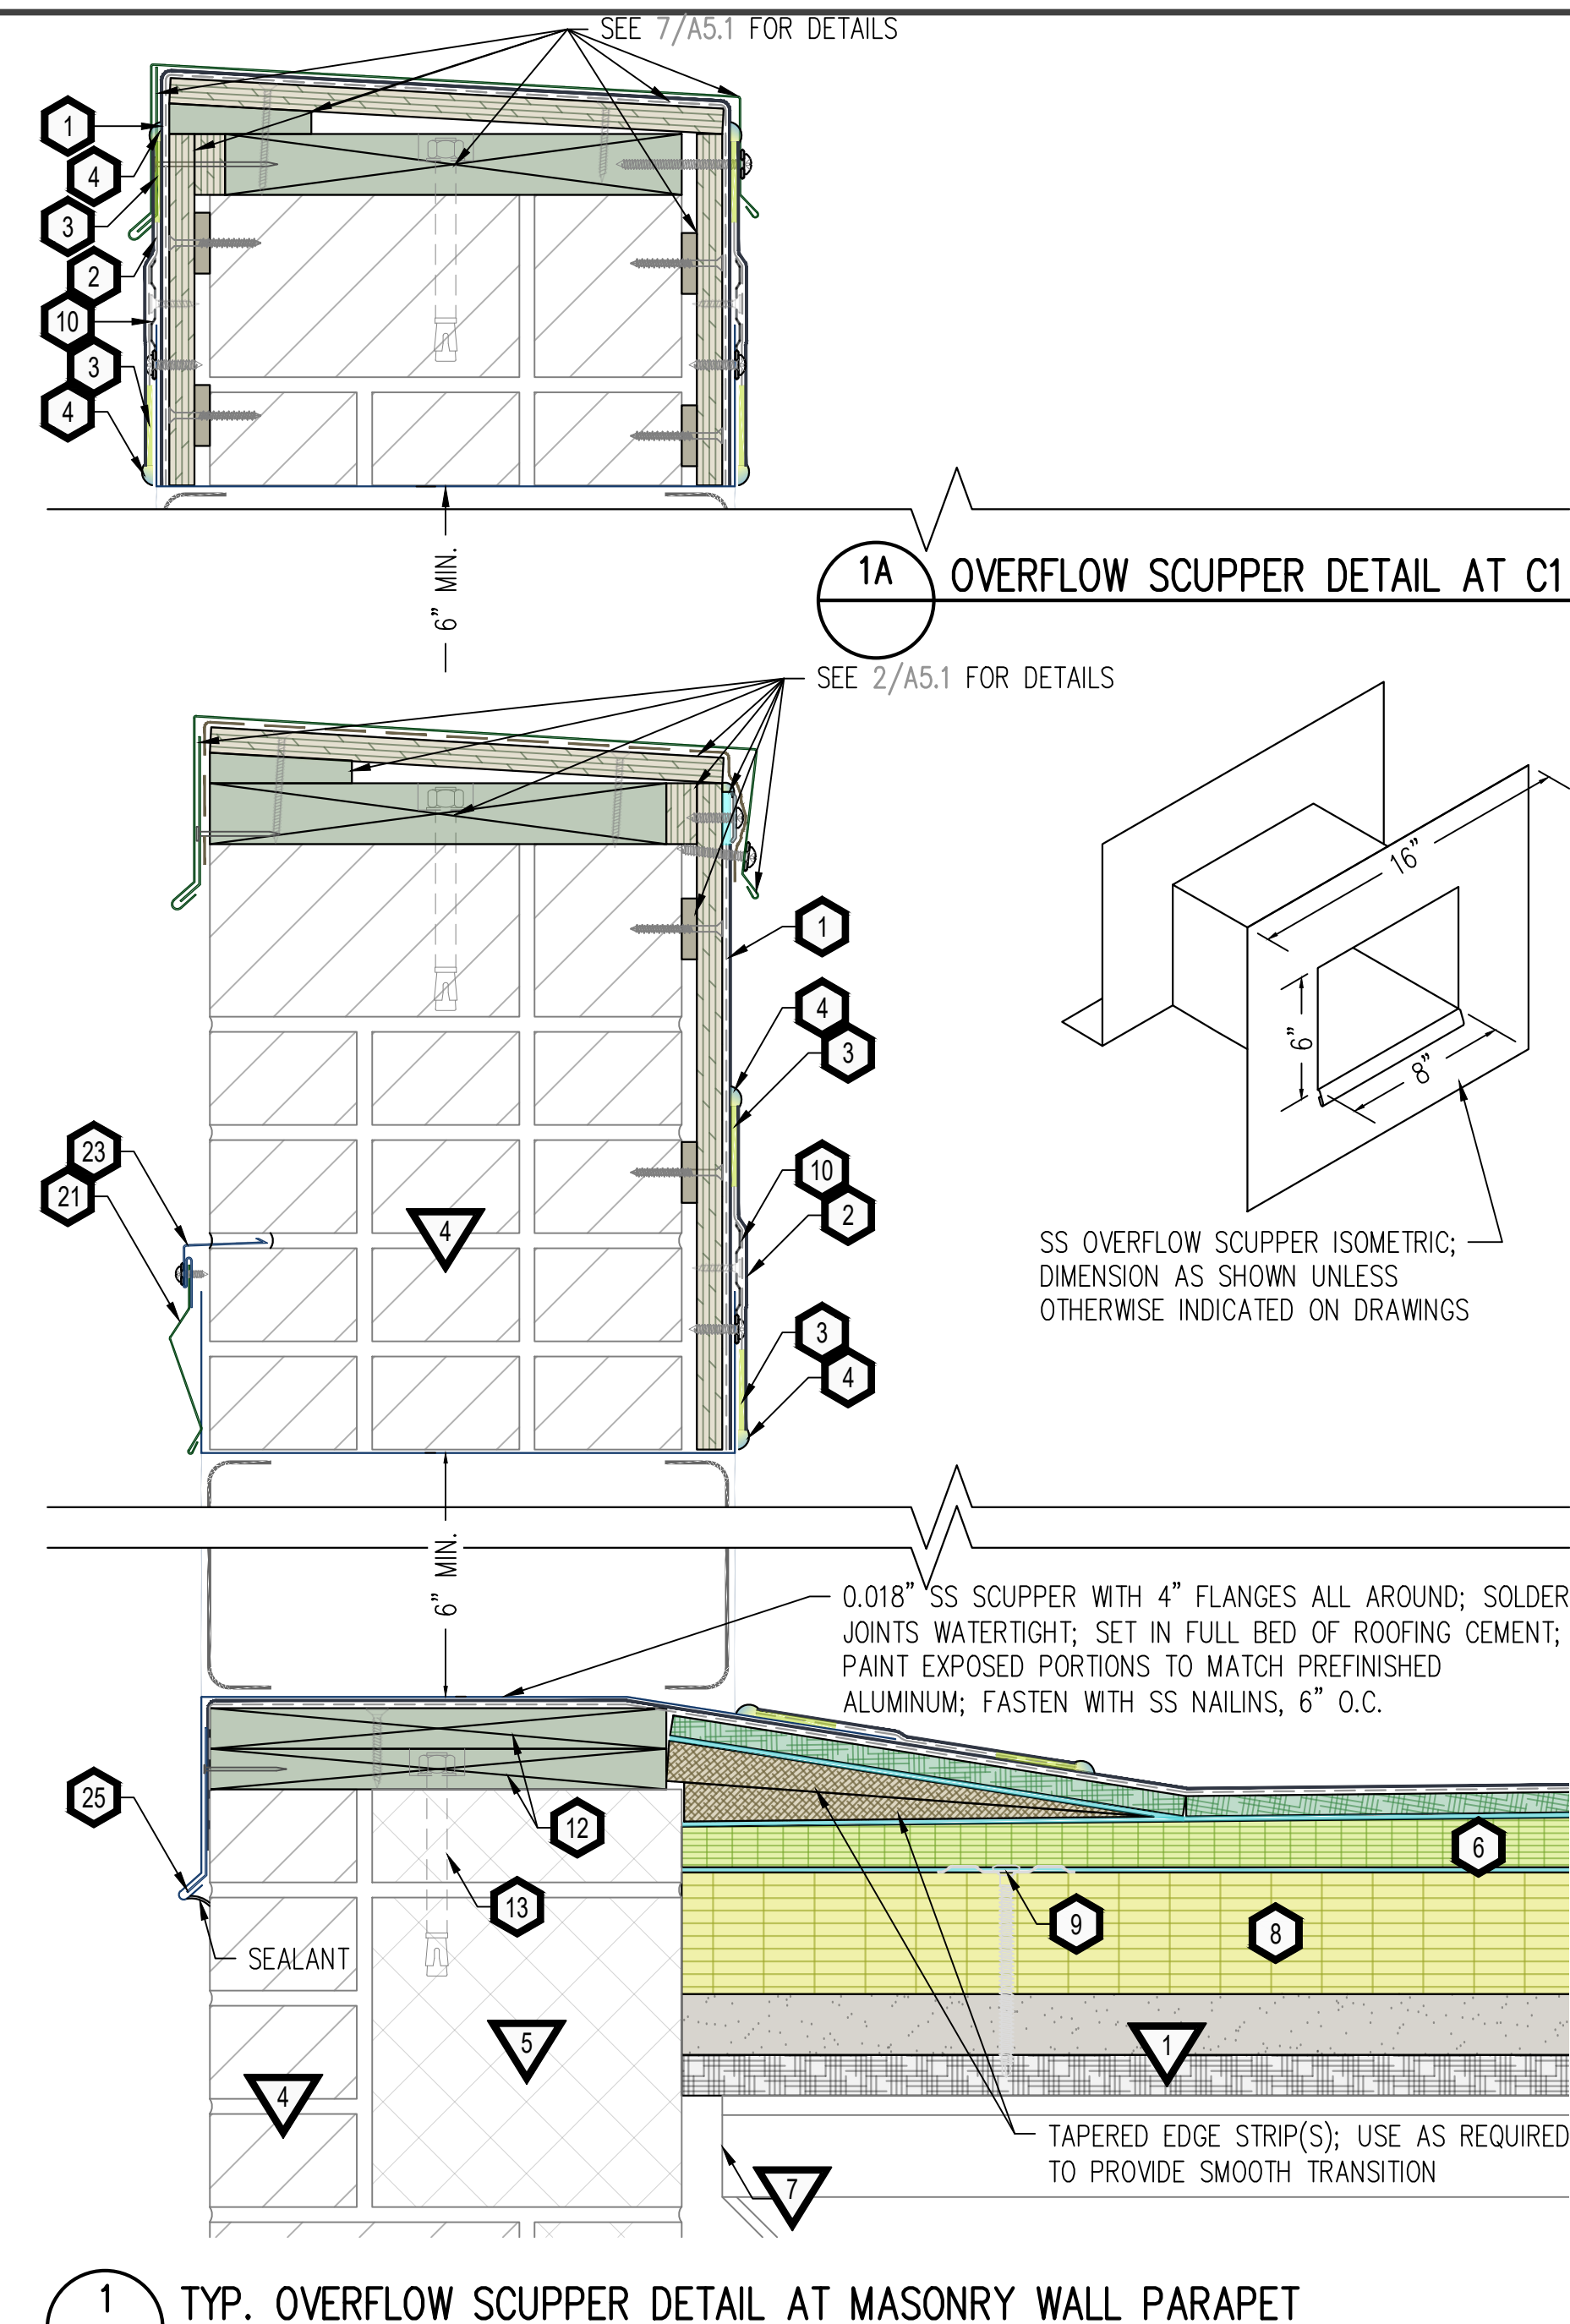 SEE 7/A5.1 FOR DETAILS
1
4
3
2
10
3
4
6" MIN.
1A
OVERFLOW SCUPPER DETAIL AT C1
SEE 2/A5.1 FOR DETAILS
16"
6"
8"
1
4
3
23
21
4
10
2
SS OVERFLOW SCUPPER ISOMETRIC;
DIMENSION AS SHOWN UNLESS
OTHERWISE INDICATED ON DRAWINGS
3
4
6" MIN.
0.018" SS SCUPPER WITH 4" FLANGES ALL AROUND; SOLDER
JOINTS WATERTIGHT; SET IN FULL BED OF ROOFING CEMENT;
PAINT EXPOSED PORTIONS TO MATCH PREFINISHED
ALUMINUM; FASTEN WITH SS NAILINS, 6" O.C.
25
12
6
13
9
8
SEALANT
5
1
4
TAPERED EDGE STRIP(S); USE AS REQUIRED
TO PROVIDE SMOOTH TRANSITION
7
1
TYP. OVERFLOW SCUPPER DETAIL AT MASONRY WALL PARAPET